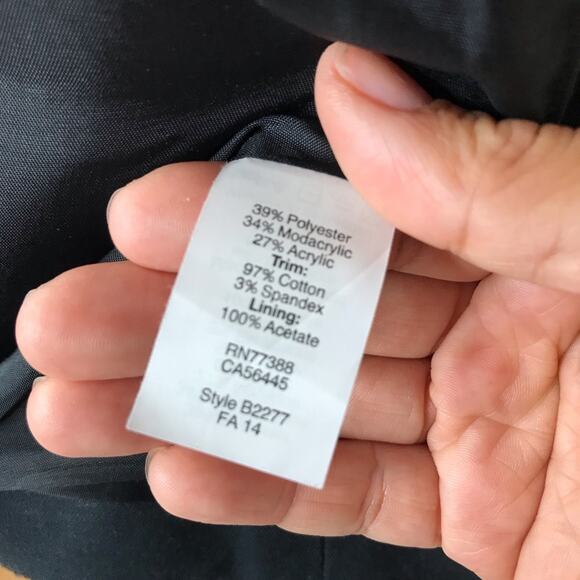 39% Polyester
34% Modacrylic
27% Acrylic
Trim:
97% Cotton
3% Spandex
Lining:
100% Acetate
RN77388
CA56445
Style B2277
FA 14